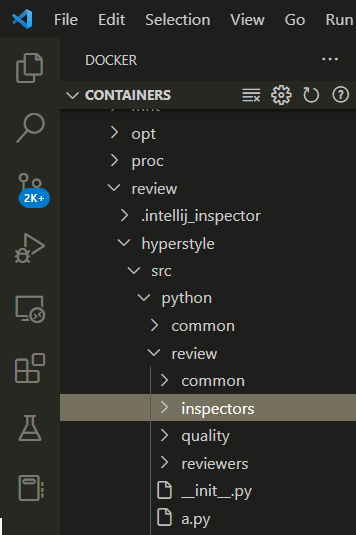 File Edit Selection View Go Run
DOCKER
CONTAINERS
opt
proc
review
.intellij_inspector
hyperstyle
src
python
common
review
common
inspectors
quality
reviewers
__init__.py
a.py
2K+